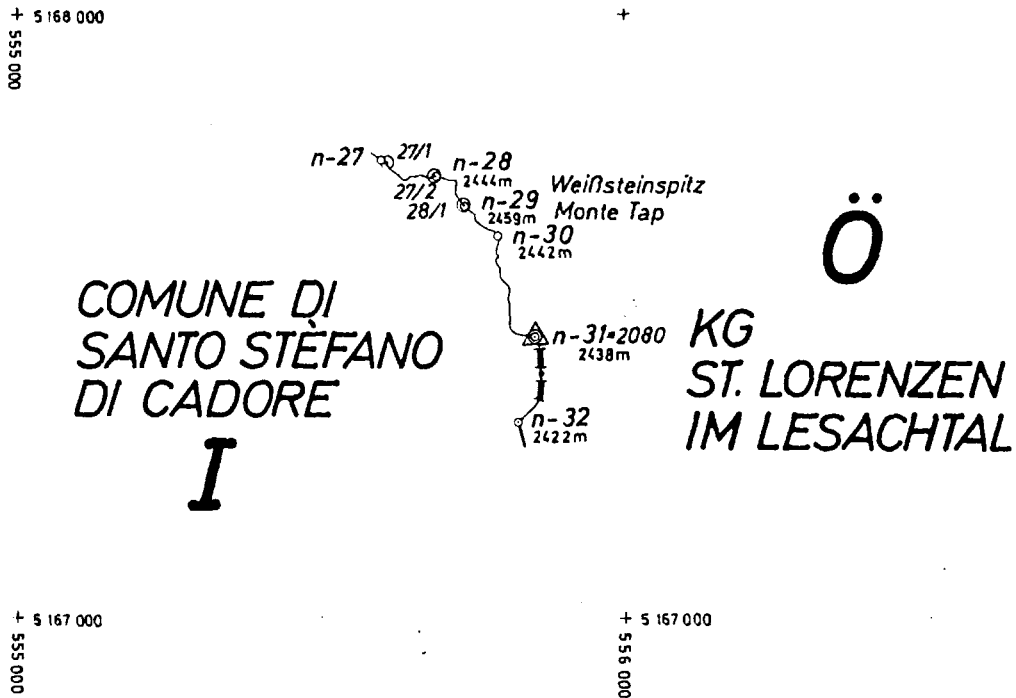 5 168 000
555 000
n-27
27/1
n-28
2444m
27/2
28/1
n-29
2459m
Weißsteinspitz
Monte Tap
n-30
2442m
Ö
COMUNE DI
SANTO STÈFANO
DI CADORE
I
n-31=2080
2438m
KG
ST. LORENZEN
IM LESACHTAL
n-32
2422m
5 167 000
555 000
5 167 000
556 000